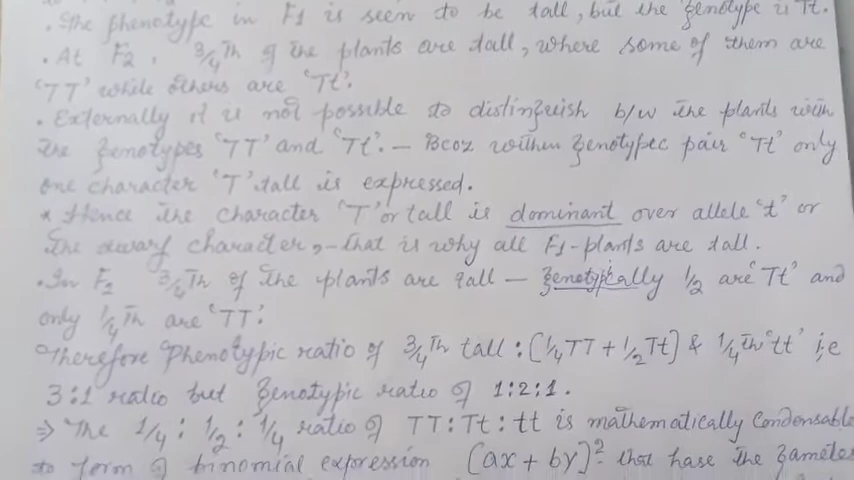 . The phenotype in F1 is seen to be tall, but the genotype is Tt.
. At F2, 3/4th of the plants are tall, where some of them are
'TT' while others are 'Tt'.
. Externally it is not possible to distinguish b/w the plants with
the genotypes 'TT' and 'Tt'. - Bcoz within genotypec pair 'Tt' only
one character 'T' tall is expressed.
* Hence the character 'T' or tall is dominant over allele 't' or
the dwarf character, - that is why all F1-plants are tall.
. In F2 3/4Th of the plants are tall - genotypically 1/2 are 'Tt' and
only 1/4Th are 'TT'.
Therefore Phenotypic ratio of 3/4Th tall : [1/4TT + 1/2Tt] & 1/4th 'tt' i;e
3:1 ratio but genotypic ratio of 1:2:1.
⇒ The 1/4 : 1/2 : 1/4 ratio of TT : Tt : tt is mathematically Condensable
to form of binomial expression [ax + by]² that hase the gametes